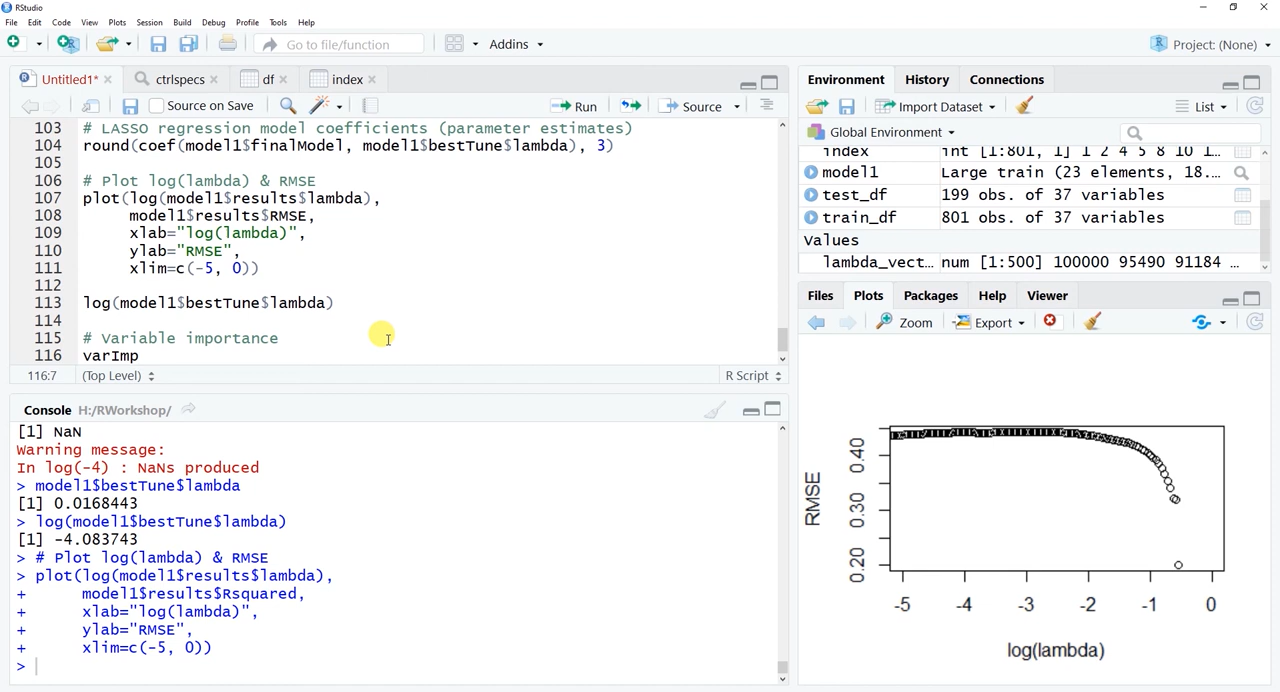 RStudio
File Edit Code View Plots Session Build Debug Profile Tools Help
Go to file/function Addins Project: (None)
Untitled1* ctrlspecs df index
Source on Save Run Source
103 # LASSO regression model coefficients (parameter estimates)
104 round(coef(model1$finalModel, model1$bestTune$lambda), 3)
105
106 # Plot log(lambda) & RMSE
107 plot(log(model1$results$lambda),
108 model1$results$RMSE,
109 xlab="log(lambda)",
110 ylab="RMSE",
111 xlim=c(-5, 0))
112
113 log(model1$bestTune$lambda)
114
115 # Variable importance
116 varImp
116:7 (Top Level) R Script
Console H:/RWorkshop/
[1] NaN
Warning message:
In log(-4) : NaNs produced
> model1$bestTune$lambda
[1] 0.0168443
> log(model1$bestTune$lambda)
[1] -4.083743
> # Plot log(lambda) & RMSE
> plot(log(model1$results$lambda),
+ model1$results$Rsquared,
+ xlab="log(lambda)",
+ ylab="RMSE",
+ xlim=c(-5, 0))
>
Environment History Connections
Import Dataset List
Global Environment
index int [1:801, 1] 1 2 4 5 8 10 1...
model1 Large train (23 elements, 18....
test_df 199 obs. of 37 variables
train_df 801 obs. of 37 variables
Values
lambda_vect... num [1:500] 100000 95490 91184 ...
Files Plots Packages Help Viewer
Zoom Export
RMSE
0.40
0.30
0.20
-5 -4 -3 -2 -1 0
log(lambda)